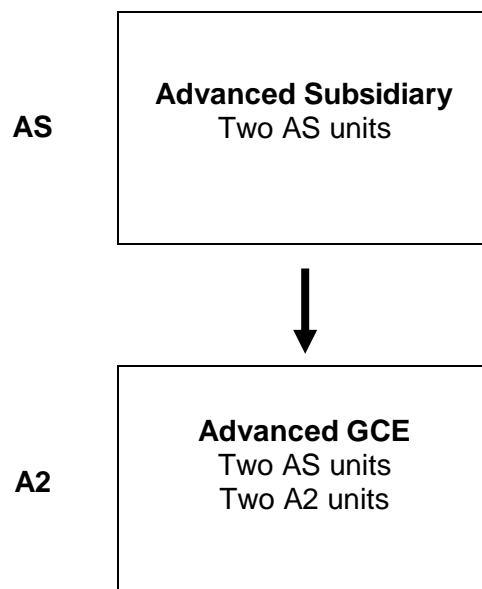 AS
Advanced Subsidiary
Two AS units
A2
Advanced GCE
Two AS units
Two A2 units